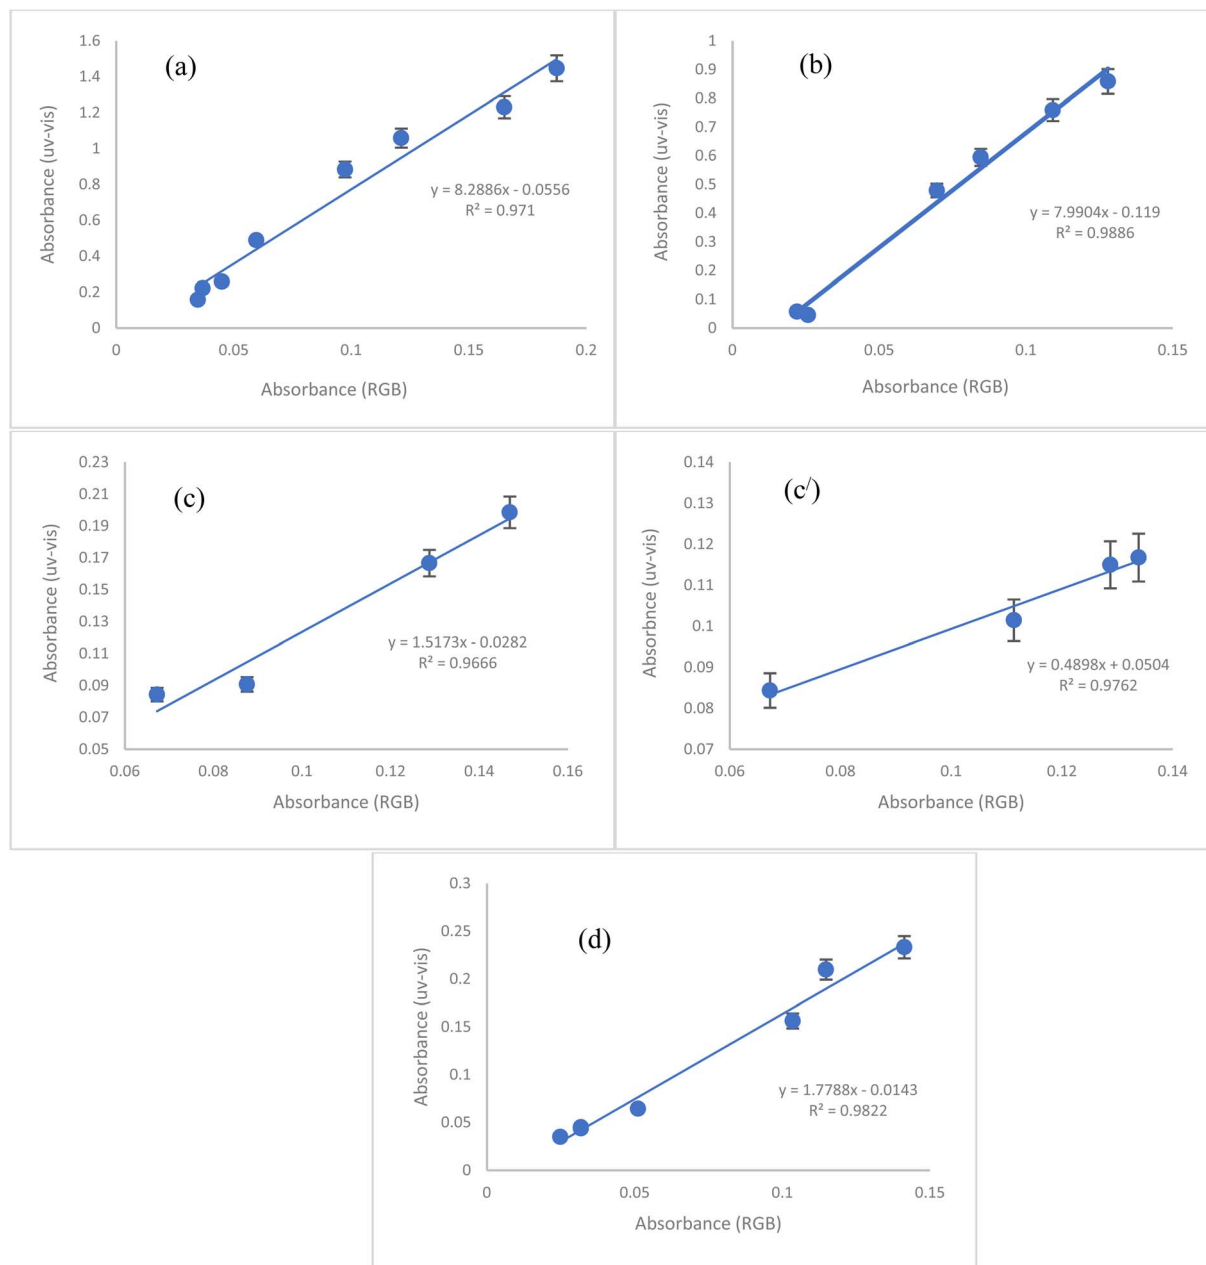 (a)
Absorbance (uv-vis)
1.6
1.4
1.2
1
0.8
0.6
0.4
0.2
0
y = 8.2886x - 0.0556
R² = 0.971
0 0.05 0.1 0.15 0.2
Absorbance (RGB)
(b)
Absorbance (uv-vis)
1
0.9
0.8
0.7
0.6
0.5
0.4
0.3
0.2
0.1
0
y = 7.9904x - 0.119
R² = 0.9886
0 0.05 0.1 0.15
Absorbance (RGB)
(c)
Absorbance (uv-vis)
0.23
0.21
0.19
0.17
0.15
0.13
0.11
0.09
0.07
0.05
y = 1.5173x - 0.0282
R² = 0.9666
0.06 0.08 0.1 0.12 0.14 0.16
Absorbance (RGB)
(c/)
Absorbnce (uv-vis)
0.14
0.13
0.12
0.11
0.1
0.09
0.08
0.07
y = 0.4898x + 0.0504
R² = 0.9762
0.06 0.08 0.1 0.12 0.14
Absorbance (RGB)
(d)
Absorbance (uv-vis)
0.3
0.25
0.2
0.15
0.1
0.05
0
y = 1.7788x - 0.0143
R² = 0.9822
0 0.05 0.1 0.15
Absorbance (RGB)